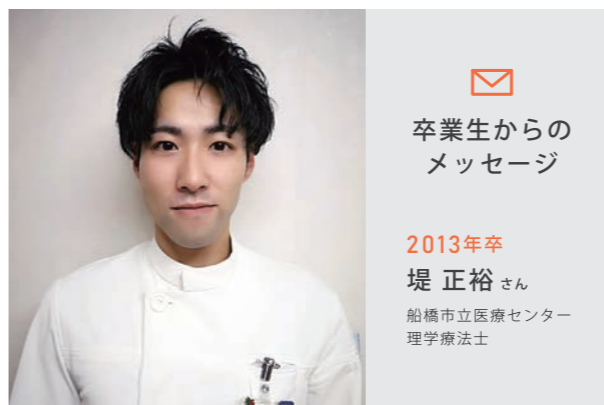 卒業生からの
メッセージ
2013年卒
堤 正裕 さん
船橋市立医療センター
理学療法士